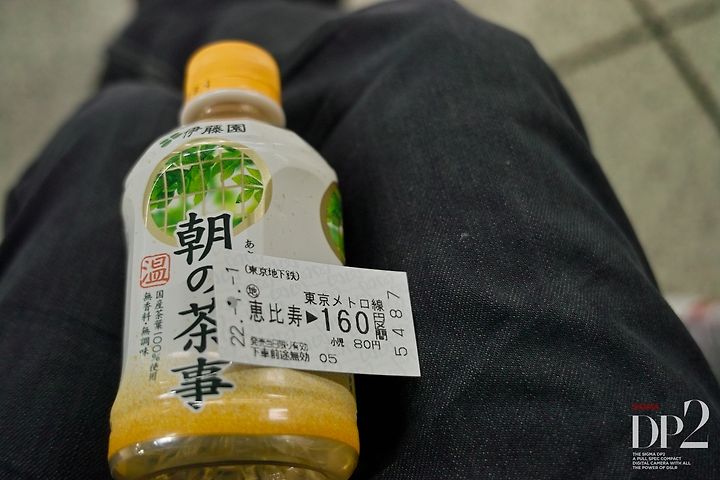 伊藤園
朝の茶事
温
国産茶葉100%使用
無香料・無調味
(東京地下鉄)
㊞ 東京メトロ線
恵比寿▶160円区間
小児 80円
発売当日限り有効
下車前途無効 05
5487
DP2
THE SIGMA DP2
A FULL SPEC COMPACT
DIGITAL CAMERA WITH ALL
THE POWER OF DSLR